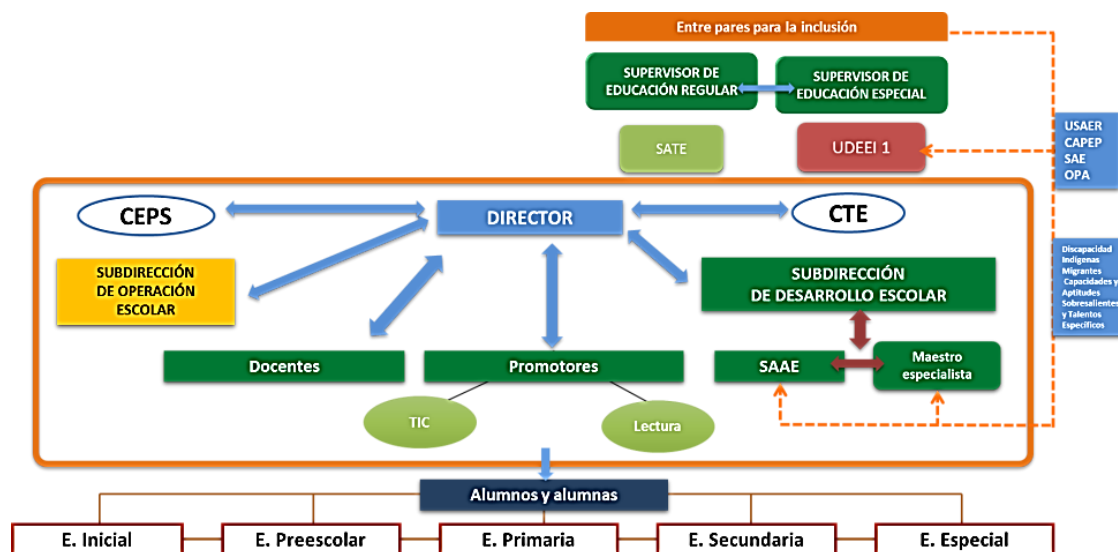 Entre pares para la inclusión
SUPERVISOR DE
EDUCACIÓN REGULAR
SUPERVISOR DE
EDUCACIÓN ESPECIAL
SATE
UDEEI 1
USAER
CAPEP
SAE
OPA
CEPS
DIRECTOR
CTE
SUBDIRECCIÓN
DE OPERACIÓN
ESCOLAR
SUBDIRECCIÓN
DE DESARROLLO ESCOLAR
Discapacidad
Indígenas
Migrantes
Capacidades y
Aptitudes
Sobresalientes
y Talentos
Específicos
Docentes
Promotores
SAAE
Maestro
especialista
TIC
Lectura
Alumnos y alumnas
E. Inicial
E. Preescolar
E. Primaria
E. Secundaria
E. Especial